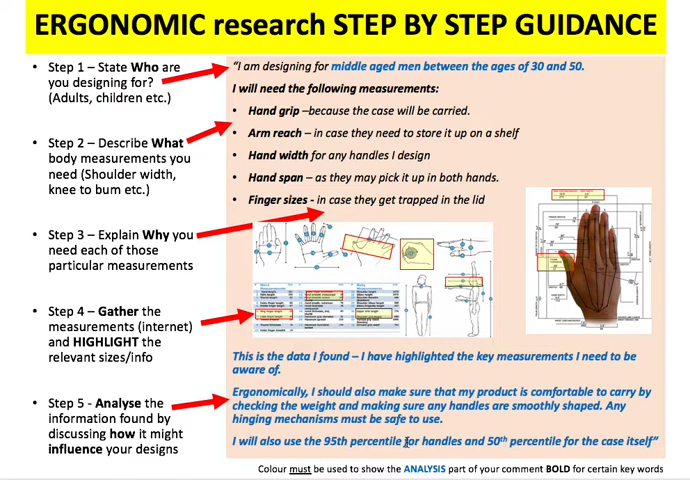 ERGONOMIC research STEP BY STEP GUIDANCE
• Step 1 – State Who are
you designing for?
(Adults, children etc.)
• Step 2 – Describe What
body measurements you
need (Shoulder width,
knee to bum etc.)
• Step 3 – Explain Why you
need each of those
particular measurements
• Step 4 – Gather the
measurements (internet)
and HIGHLIGHT the
relevant sizes/info
• Step 5 - Analyse the
information found by
discussing how it might
influence your designs
“I am designing for middle aged men between the ages of 30 and 50.
I will need the following measurements:
• Hand grip –because the case will be carried.
• Arm reach – in case they need to store it up on a shelf
• Hand width for any handles I design
• Hand span – as they may pick it up in both hands.
• Finger sizes - in case they get trapped in the lid
This is the data I found – I have highlighted the key measurements I need to be
aware of.
Ergonomically, I should also make sure that my product is comfortable to carry by
checking the weight and making sure any handles are smoothly shaped. Any
hinging mechanisms must be safe to use.
I will also use the 95th percentile for handles and 50th percentile for the case itself”
Colour must be used to show the ANALYSIS part of your comment BOLD for certain key words